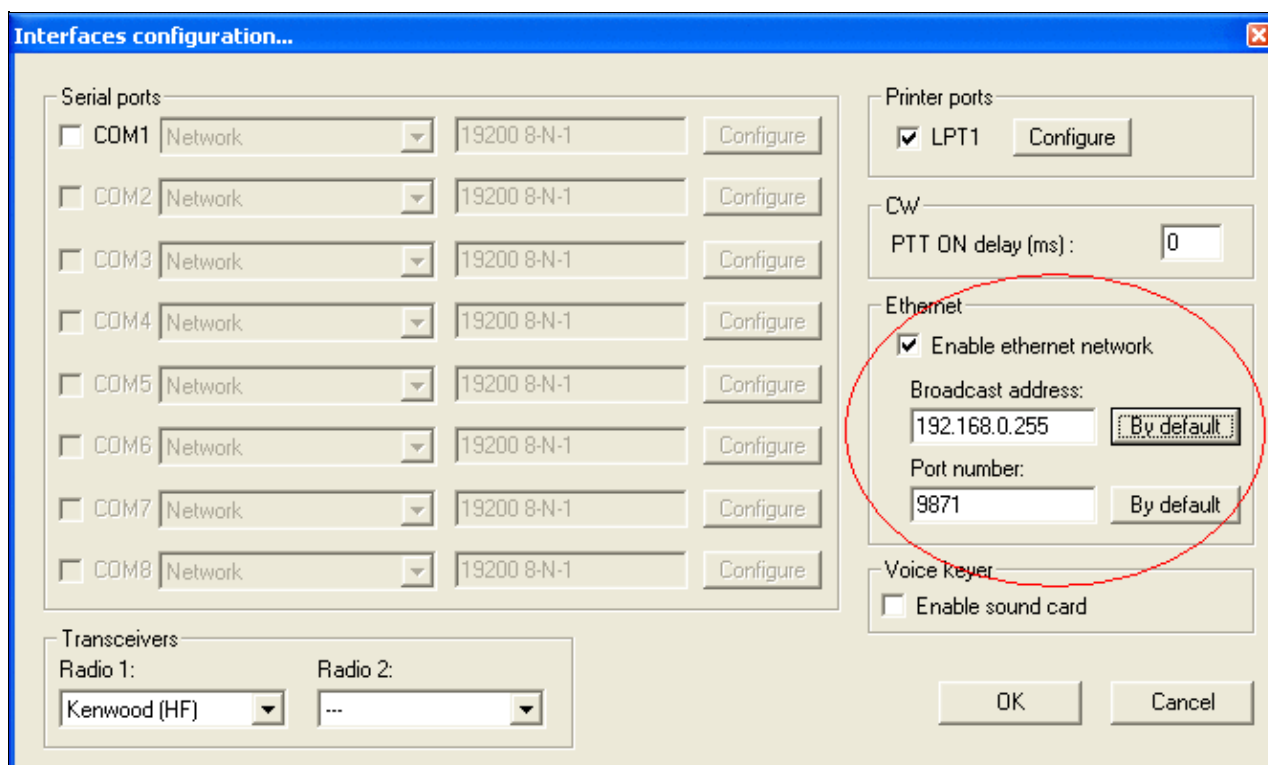 Interfaces configuration...
Serial ports
COM1 Network 19200 8-N-1 Configure
COM2 Network 19200 8-N-1 Configure
COM3 Network 19200 8-N-1 Configure
COM4 Network 19200 8-N-1 Configure
COM5 Network 19200 8-N-1 Configure
COM6 Network 19200 8-N-1 Configure
COM7 Network 19200 8-N-1 Configure
COM8 Network 19200 8-N-1 Configure
Transceivers
Radio 1: Radio 2:
Kenwood (HF) ---
Printer ports
LPT1 Configure
CW
PTT ON delay (ms) : 0
Ethernet
Enable ethernet network
Broadcast address:
192.168.0.255 By default
Port number:
9871 By default
Voice keyer
Enable sound card
OK Cancel